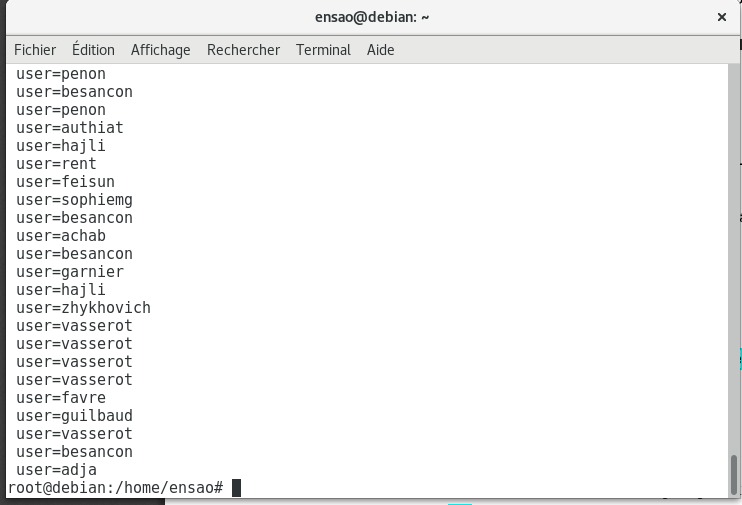 ensao@debian: ~
Fichier Édition Affichage Rechercher Terminal Aide
user=penon
user=besancon
user=penon
user=authiat
user=hajli
user=rent
user=feisun
user=sophiemg
user=besancon
user=achab
user=besancon
user=garnier
user=hajli
user=zhykhovich
user=vasserot
user=vasserot
user=vasserot
user=vasserot
user=favre
user=guilbaud
user=vasserot
user=besancon
user=adja
root@debian:/home/ensao#